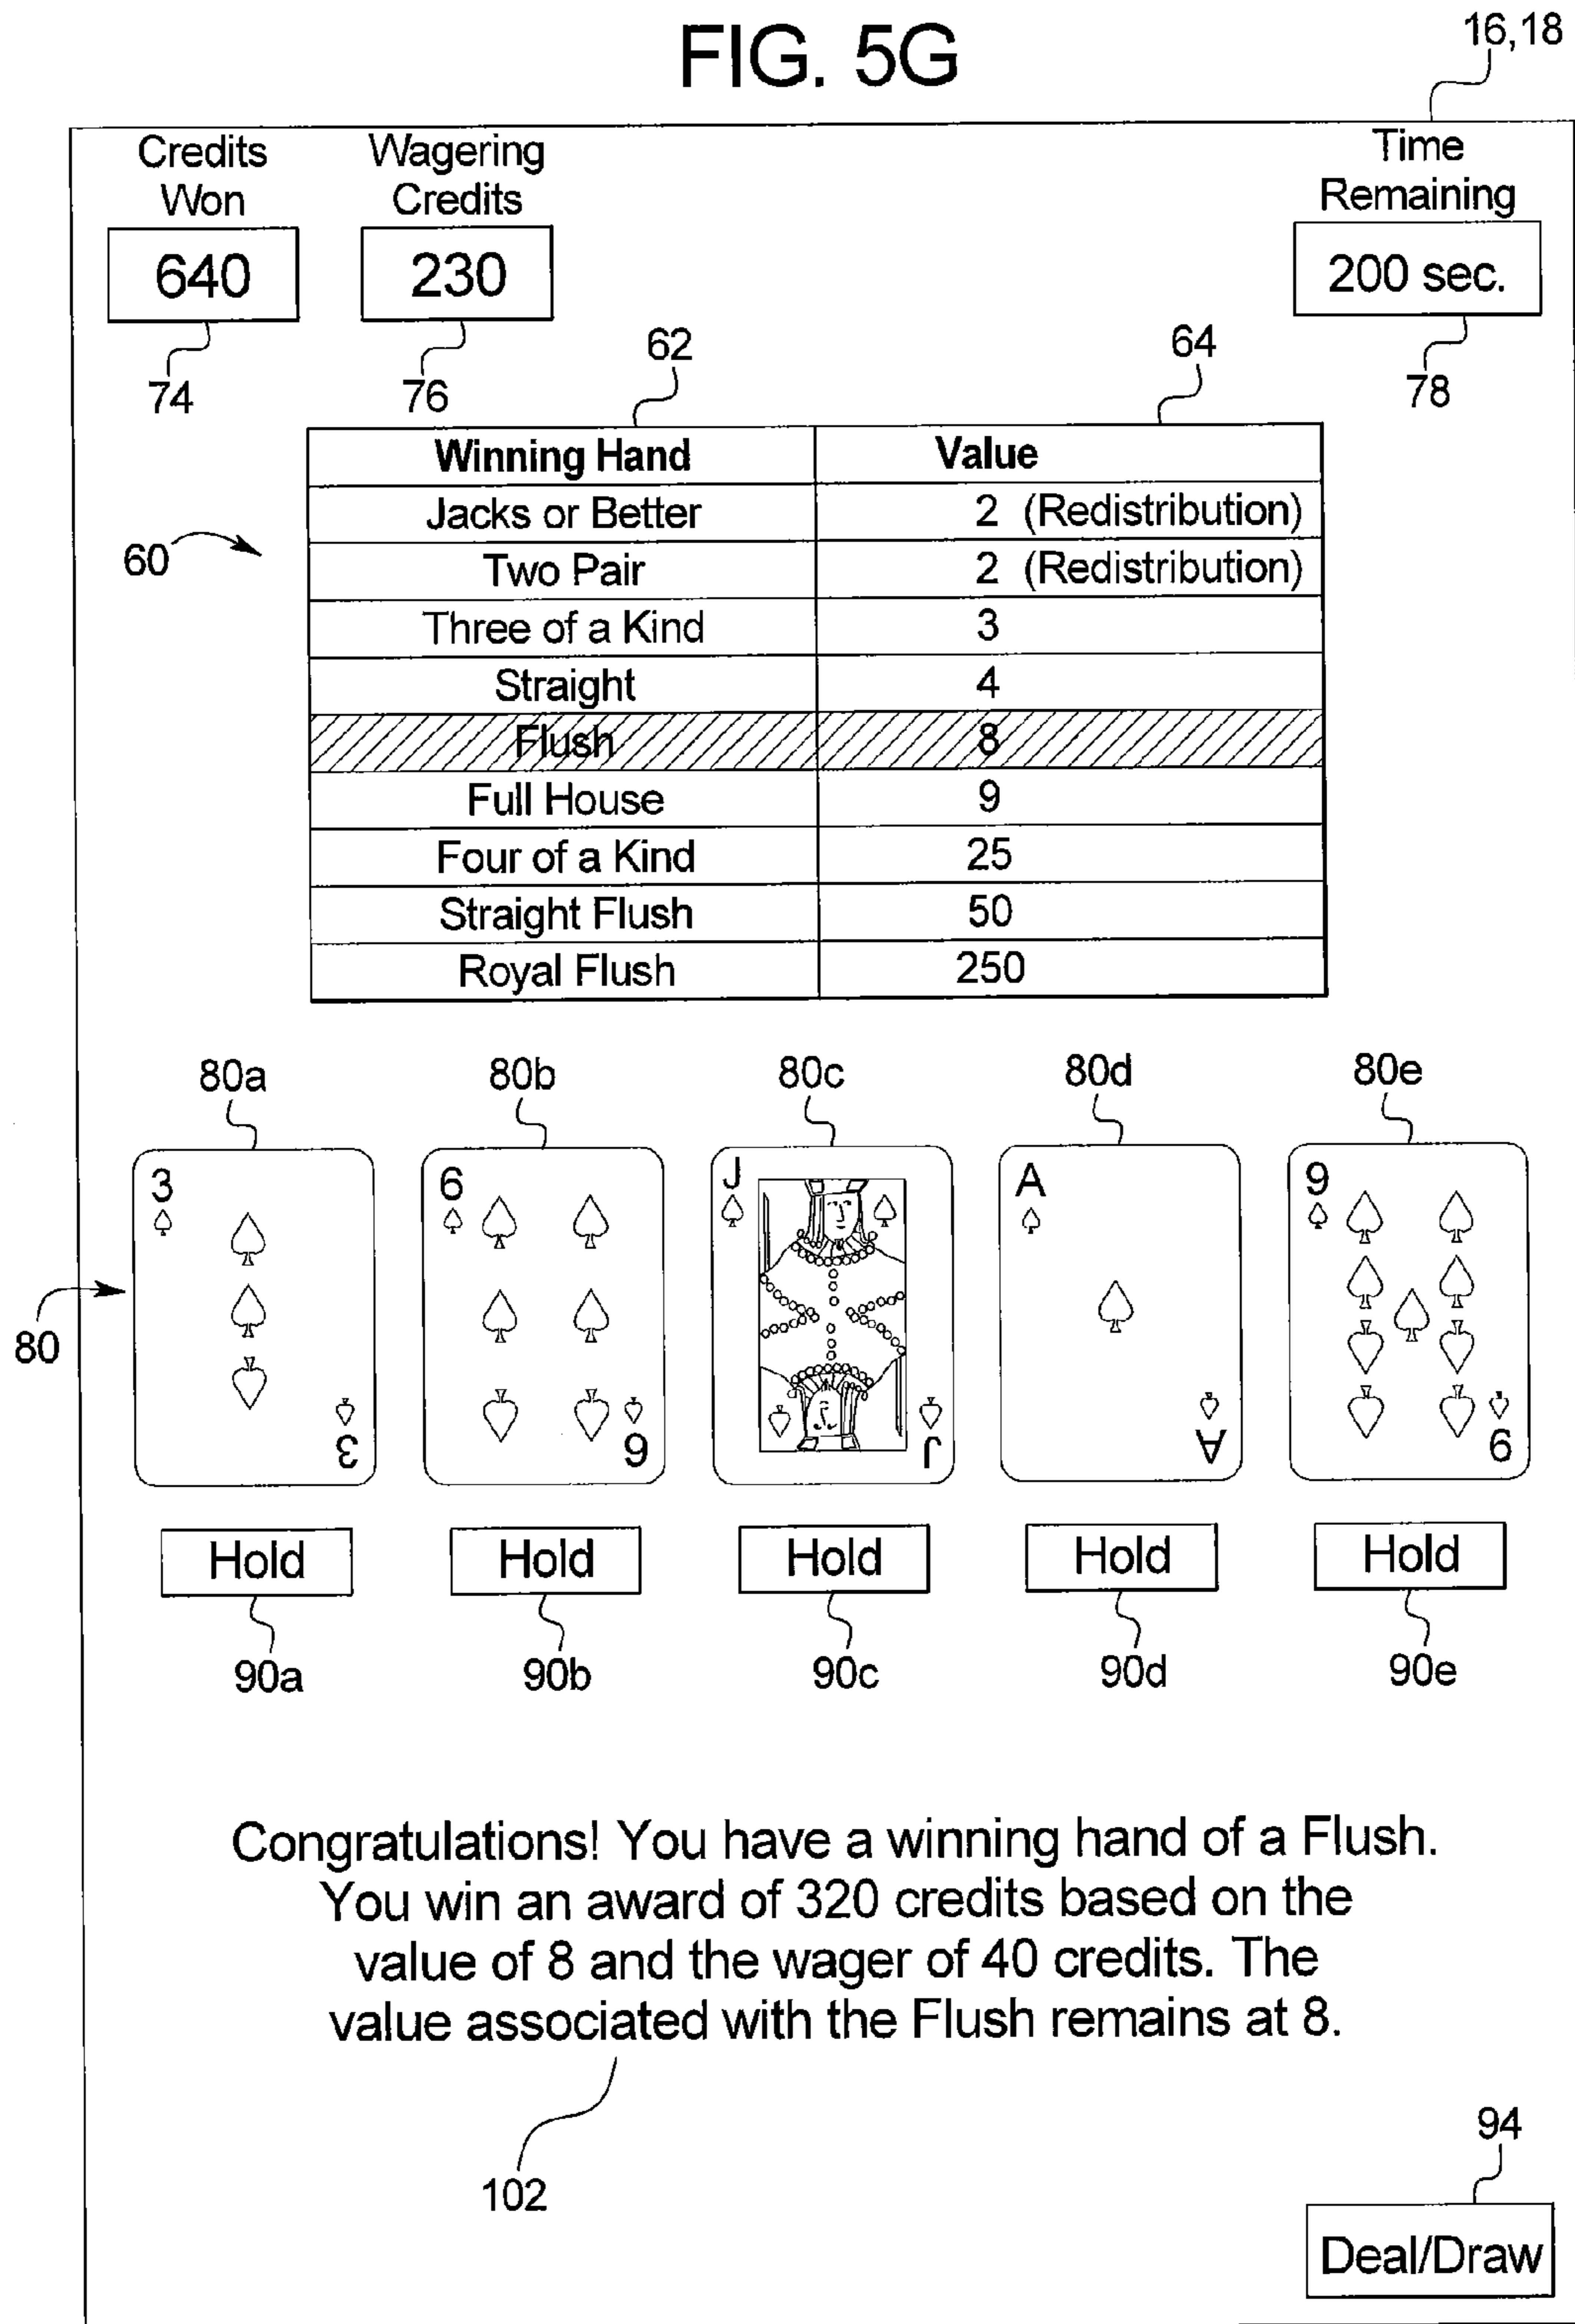 FIG. 5G
16,18
Credits Won
Wagering Credits
Time Remaining
640
230
200 sec.
74
76
62
64
78
Winning Hand Value
Jacks or Better 2 (Redistribution)
60
Two Pair 2 (Redistribution)
Three of a Kind 3
Straight 4
Flush 8
Full House 9
Four of a Kind 25
Straight Flush 50
Royal Flush 250
80a 80b 80c 80d 80e
3 6 J A 9
80
3 6 J A 9
Hold Hold Hold Hold Hold
90a 90b 90c 90d 90e
Congratulations! You have a winning hand of a Flush.
You win an award of 320 credits based on the
value of 8 and the wager of 40 credits. The
value associated with the Flush remains at 8.
94
102
Deal/Draw